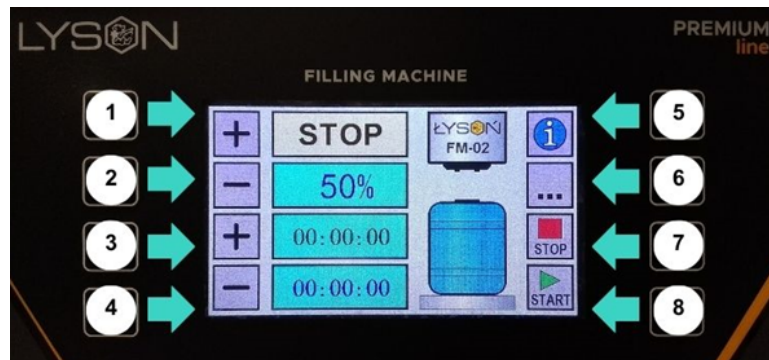 LYSON
PREMIUM
line
FILLING MACHINE
1
+
STOP
ŁYSOŃ
FM-02
i
5
2
−
50%
...
6
3
+
00:00:00
STOP
7
4
−
00:00:00
START
8